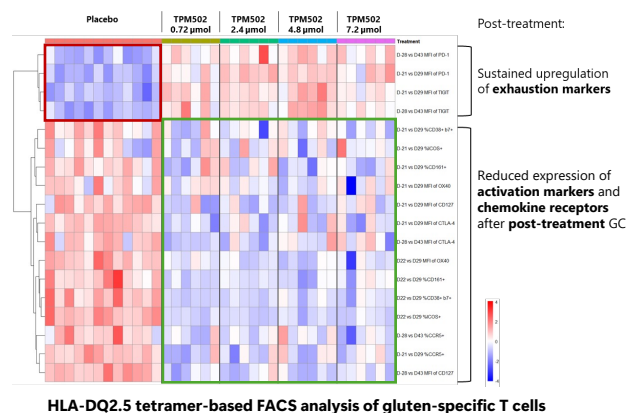 Placebo
TPM502
0.72 µmol
TPM502
2.4 µmol
TPM502
4.8 µmol
TPM502
7.2 µmol
Post-treatment:
Treatment
D-28 vs D43 MFI of PD-1
D-21 vs D29 MFI of PD-1
D-21 vs D29 MFI of TIGIT
D-28 vs D43 MFI of TIGIT
Sustained upregulation
of exhaustion markers
D-21 vs D29 %CD38+ b7+
D-21 vs D29 %ICOS+
D-21 vs D29 %CD161+
D-21 vs D29 MFI of OX40
D-21 vs D29 MFI of CD127
D-21 vs D29 MFI of CTLA-4
D-28 vs D43 MFI of CTLA-4
D22 vs D29 MFI of OX40
D22 vs D29 %CD161+
D22 vs D29 %CD38+ b7+
D22 vs D29 %ICOS+
D-28 vs D43 %CCR5+
D-21 vs D29 %CCR5+
D-28 vs D43 MFI of CD127
Reduced expression of
activation markers and
chemokine receptors
after post-treatment GC
4
2
0
-2
-4
HLA-DQ2.5 tetramer-based FACS analysis of gluten-specific T cells